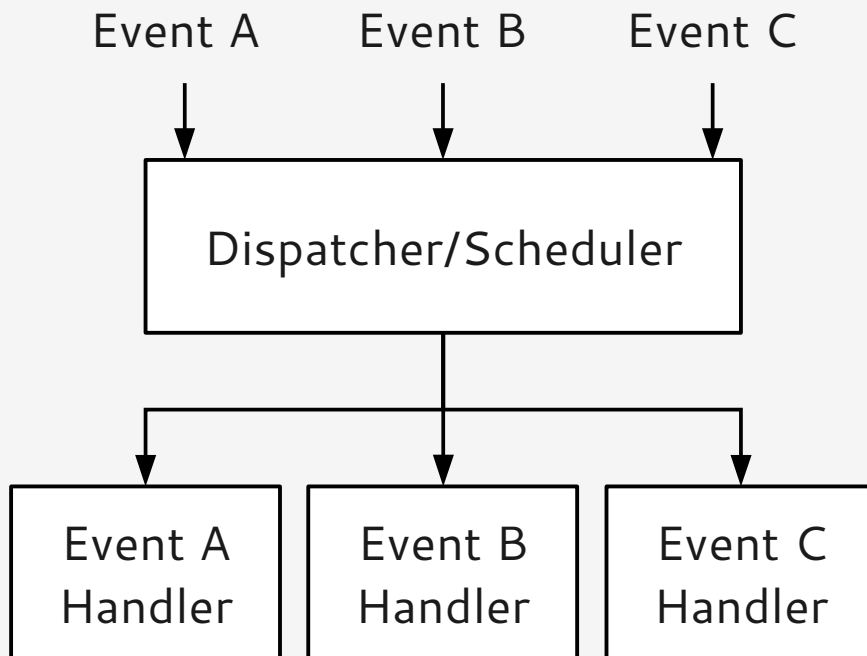 Event A
Event B
Event C
Dispatcher/Scheduler
Event A
Handler
Event B
Handler
Event C
Handler